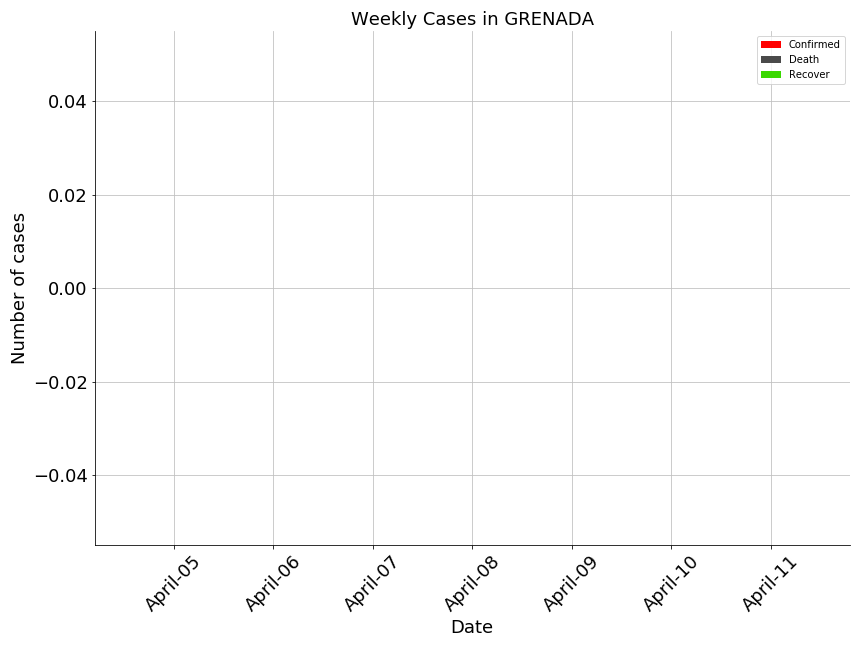 Weekly Cases in GRENADA
Confirmed
Death
Recover
Number of cases
0.04
0.02
0.00
−0.02
−0.04
April-05
April-06
April-07
April-08
April-09
April-10
April-11
Date